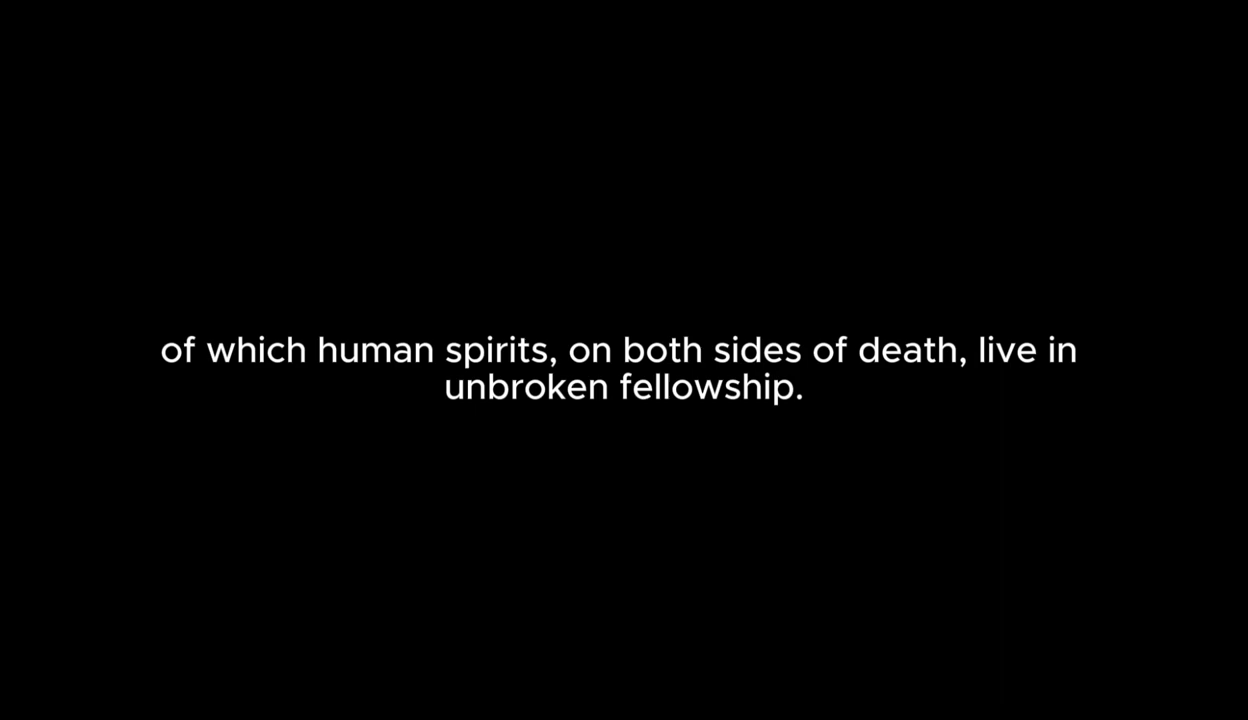 of which human spirits, on both sides of death, live in
unbroken fellowship.